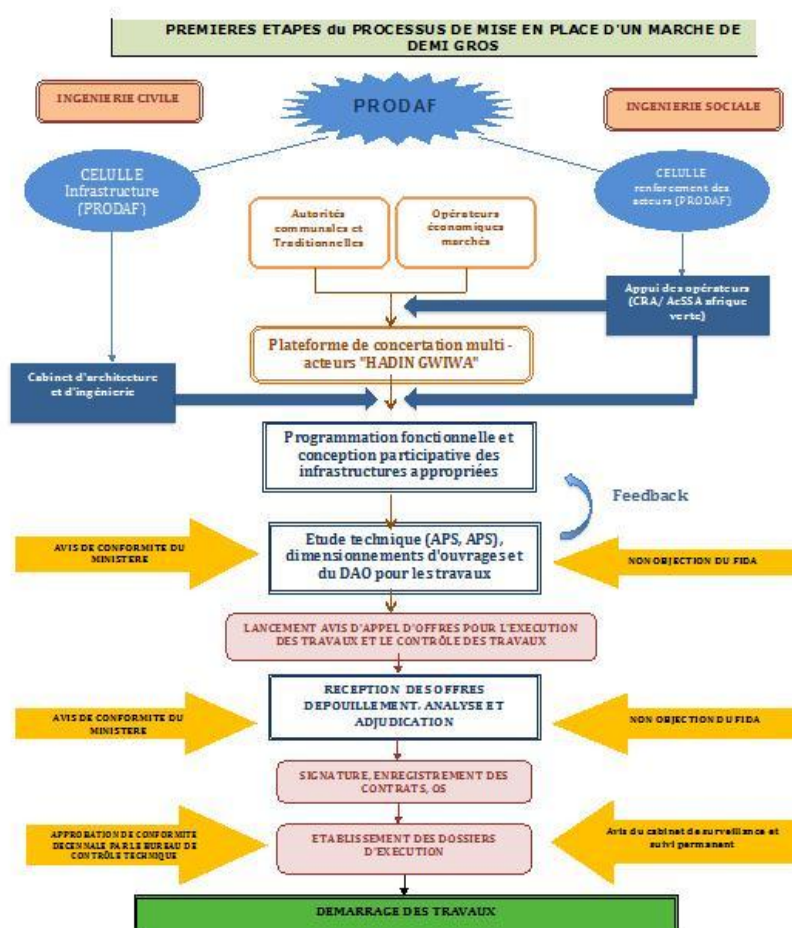 PREMIERES ETAPES du PROCESSUS DE MISE EN PLACE D'UN MARCHE DE
DEMI GROS
INGENIERIE CIVILE
PRODAF
INGENIERIE SOCIALE
CELULLE
Infrastructure
(PRODAF)
CELULLE
renforcement des
acteurs (PRODAF)
Autorités
communales et
Traditionnelles
Opérateurs
économiques
marchés
Appui des opérateurs
(CRA/ AcSSA afrique
verte)
Plateforme de concertation multi -
acteurs "HADIN GWIWA"
Cabinet d'architecture
et d'ingénierie
Programmation fonctionnelle et
conception participative des
infrastructures appropriées
Feedback
AVIS DE CONFORMITE DU
MINISTERE
Etude technique (APS, APS),
dimensionnements d'ouvrages et
du DAO pour les travaux
NON OBJECTION DU FIDA
LANCEMENT AVIS D'APPEL D'OFFRES POUR L'EXECUTION
DES TRAVAUX ET LE CONTRÔLE DES TRAVAUX
AVIS DE CONFORMITE DU
MINISTERE
RECEPTION DES OFFRES
DEPOUILLEMENT. ANALYSE ET
ADJUDICATION
NON OBJECTION DU FIDA
SIGNATURE, ENREGISTREMENT DES
CONTRATS, OS
APPROBATION DE CONFORMITE
DECENNALE PAR LE BUREAU DE
CONTRÔLE TECHNIQUE
ETABLISSEMENT DES DOSSIERS
D'EXECUTION
Avis du cabinet de surveillance et
suivi permanent
DEMARRAGE DES TRAVAUX